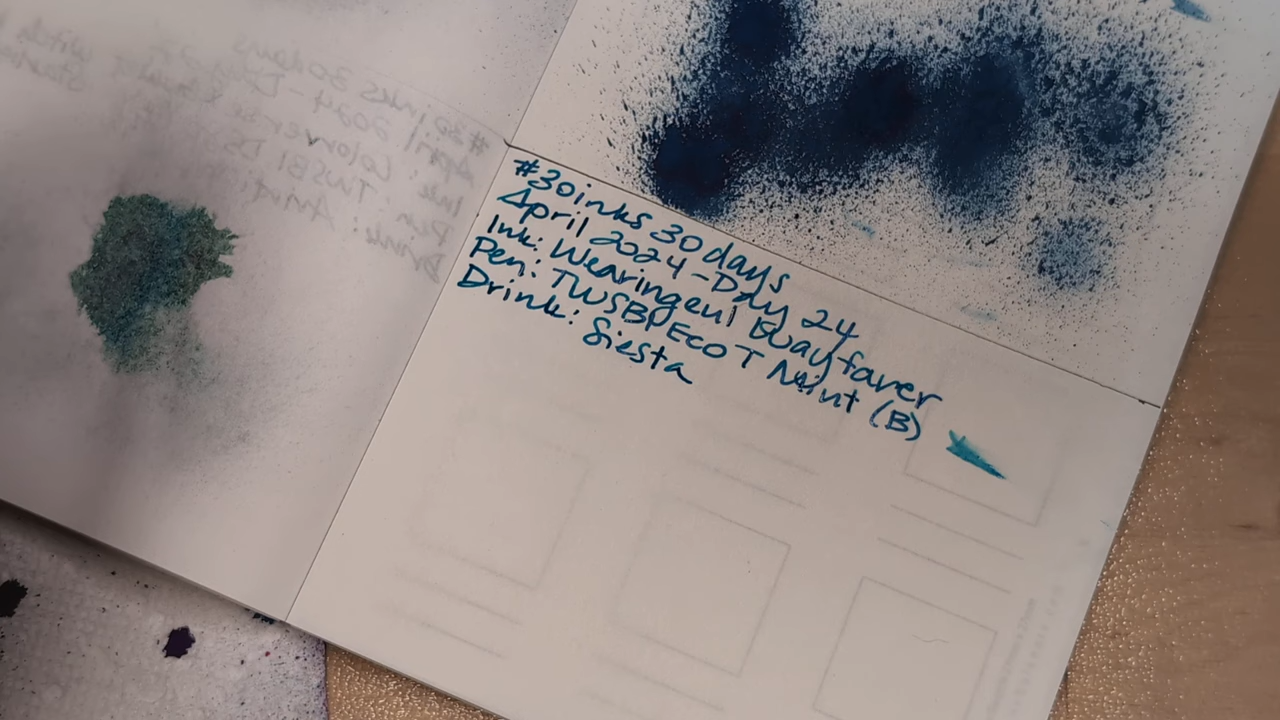 #30inks30days
April 2024-Day 24
Ink: Wearingeul Wayfarer
Pen: TWSBI Eco T Mint (B)
Drink: Siesta